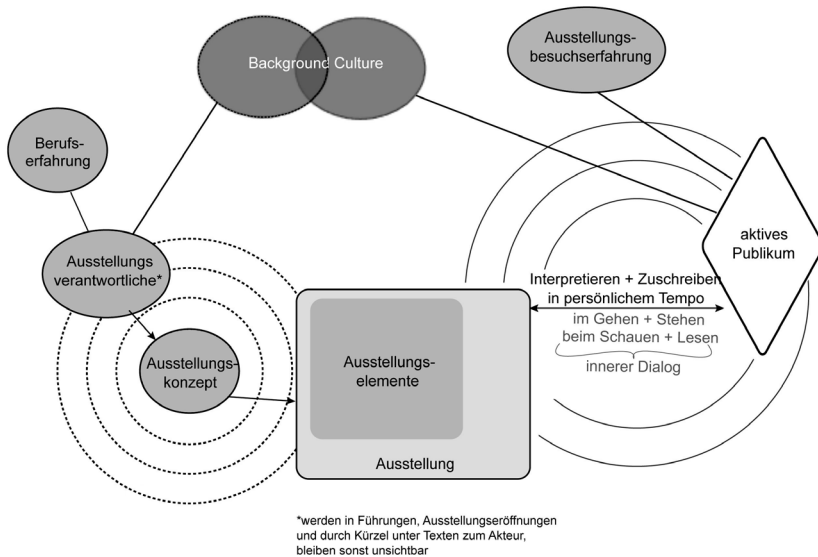 Background Culture
Ausstellungs-
besuchserfahrung
Berufs-
erfahrung
Ausstellungs
verantwortliche*
aktives
Publikum
Interpretieren + Zuschreiben
in persönlichem Tempo
im Gehen + Stehen
beim Schauen + Lesen
innerer Dialog
Ausstellungs-
konzept
Ausstellungs-
elemente
Ausstellung
*werden in Führungen, Ausstellungseröffnungen
und durch Kürzel unter Texten zum Akteur,
bleiben sonst unsichtbar